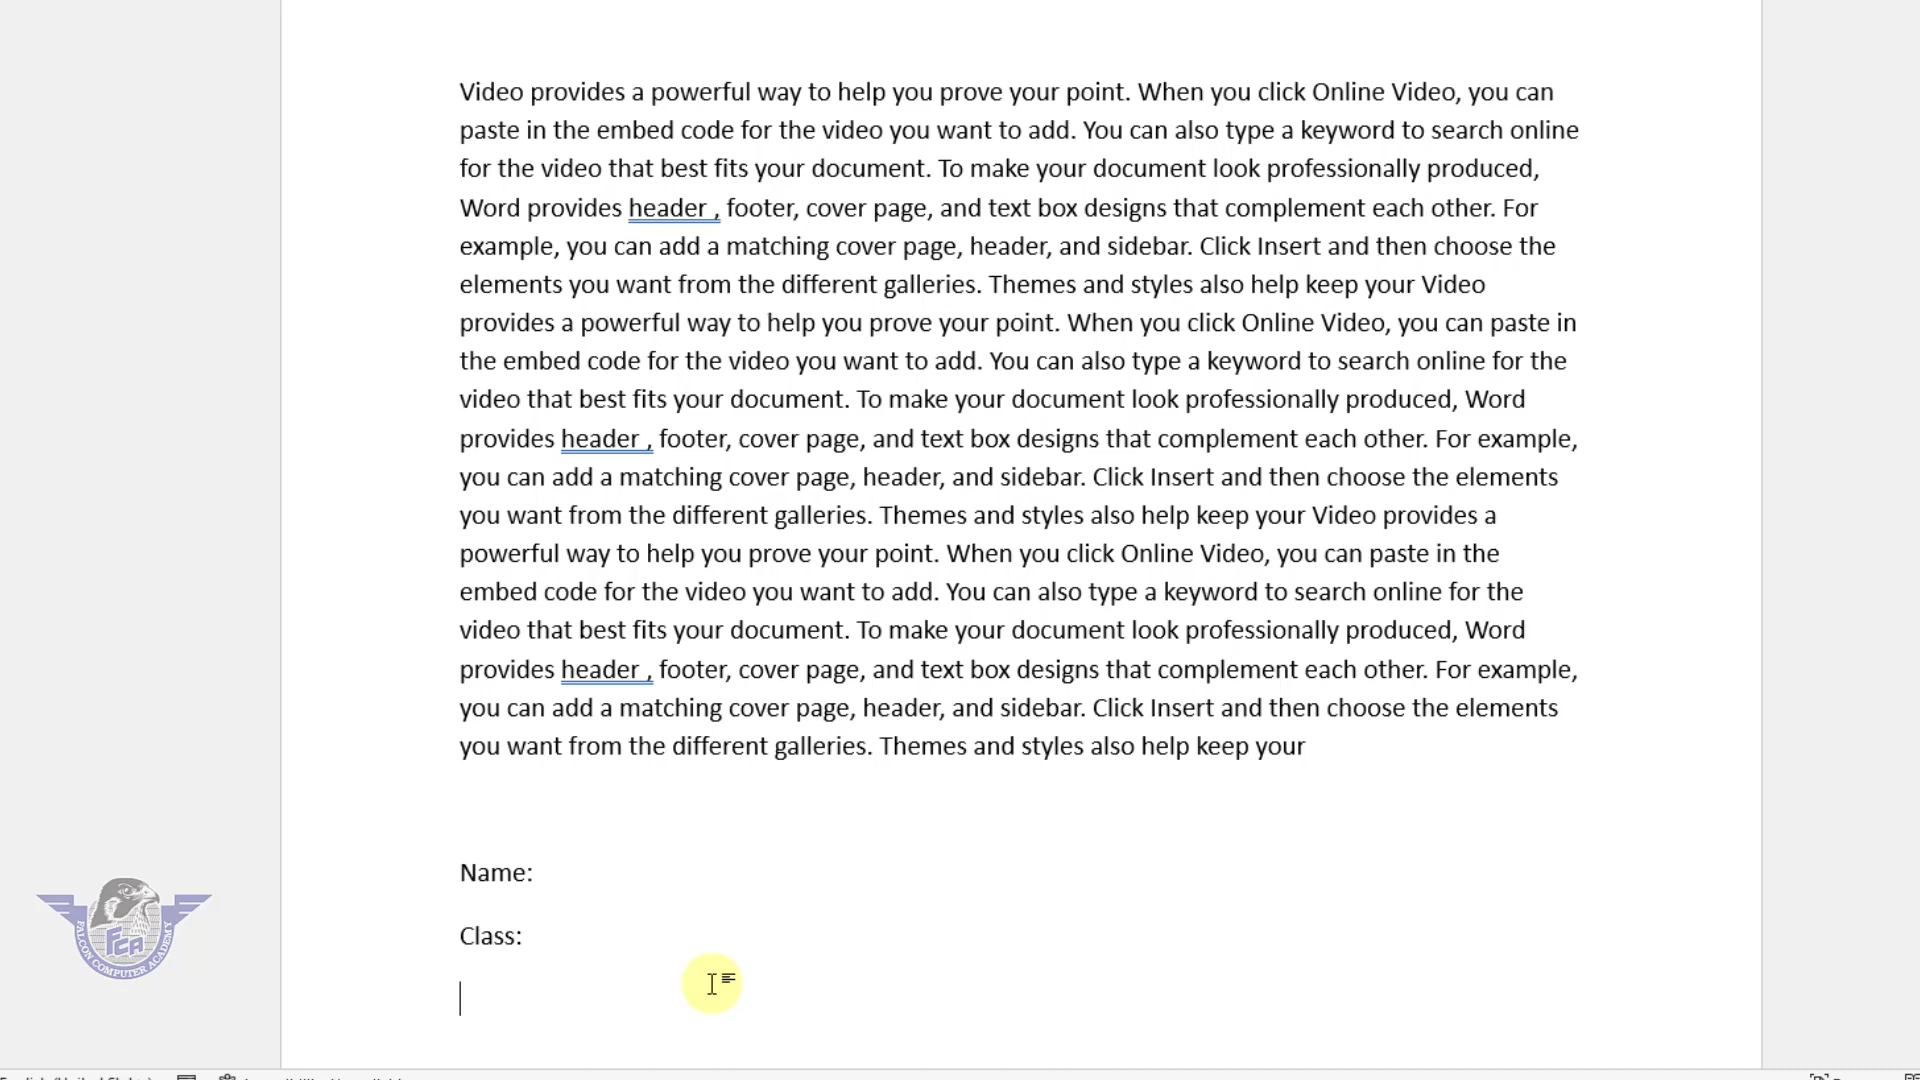 Video provides a powerful way to help you prove your point. When you click Online Video, you can
paste in the embed code for the video you want to add. You can also type a keyword to search online
for the video that best fits your document. To make your document look professionally produced,
Word provides header , footer, cover page, and text box designs that complement each other. For
example, you can add a matching cover page, header, and sidebar. Click Insert and then choose the
elements you want from the different galleries. Themes and styles also help keep your Video
provides a powerful way to help you prove your point. When you click Online Video, you can paste in
the embed code for the video you want to add. You can also type a keyword to search online for the
video that best fits your document. To make your document look professionally produced, Word
provides header , footer, cover page, and text box designs that complement each other. For example,
you can add a matching cover page, header, and sidebar. Click Insert and then choose the elements
you want from the different galleries. Themes and styles also help keep your Video provides a
powerful way to help you prove your point. When you click Online Video, you can paste in the
embed code for the video you want to add. You can also type a keyword to search online for the
video that best fits your document. To make your document look professionally produced, Word
provides header , footer, cover page, and text box designs that complement each other. For example,
you can add a matching cover page, header, and sidebar. Click Insert and then choose the elements
you want from the different galleries. Themes and styles also help keep your
Name:
Class:
FCA
FALCON COMPUTER ACADEMY